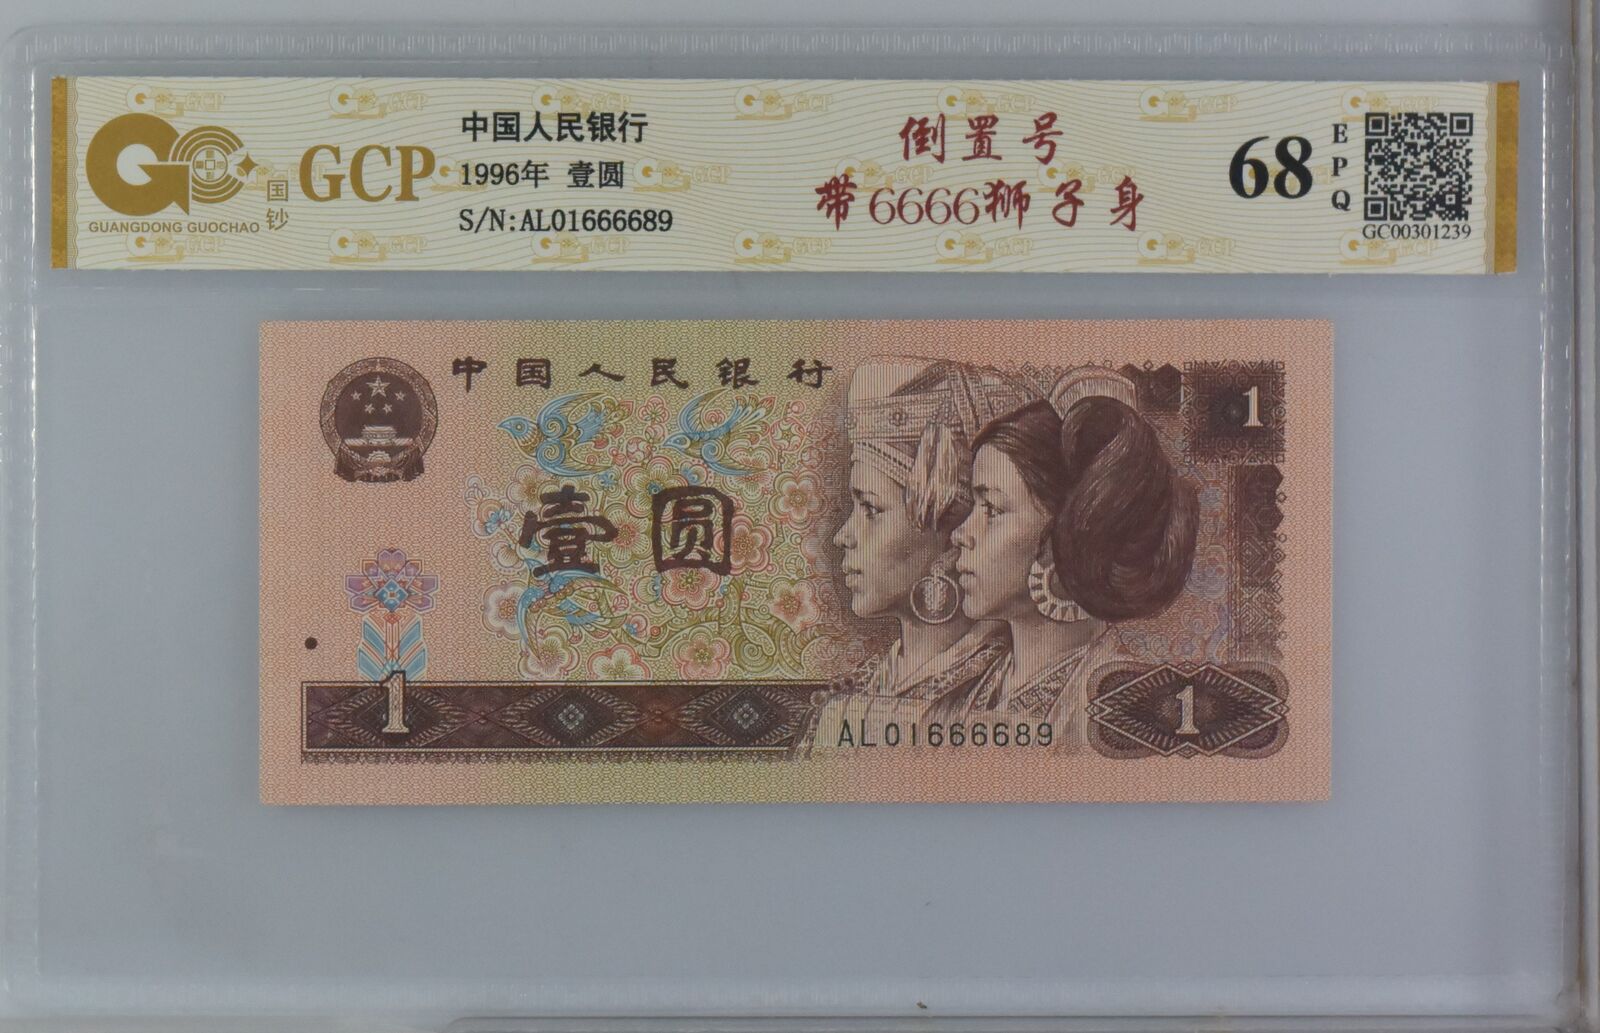 GCP
国钞
GUANGDONG GUOCHAO
中国人民银行
1996年 壹圆
S/N:AL01666689
倒置号
带6666狮子身
68
EPQ
GC00301239
中国人民银行
1
壹圆
1
AL01666689
1